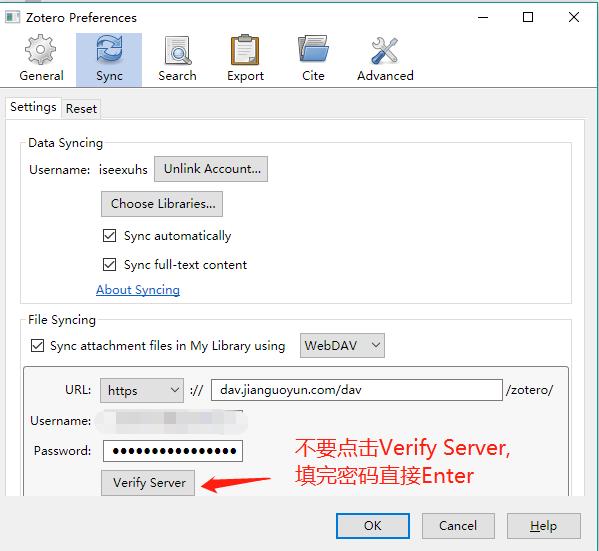 Zotero Preferences
General Sync Search Export Cite Advanced
Settings Reset
Data Syncing
Username: iseexuhs Unlink Account...
Choose Libraries...
Sync automatically
Sync full-text content
About Syncing
File Syncing
Sync attachment files in My Library using WebDAV
URL: https :// dav.jianguoyun.com/dav /zotero/
Username:
Password: ●●●●●●●●●●●●●●●●
不要点击Verify Server,
填完密码直接Enter
Verify Server
OK Cancel Help